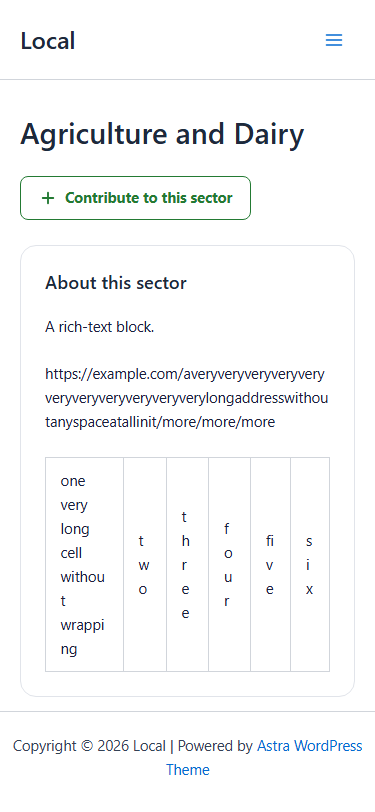 Local
Agriculture and Dairy
+ Contribute to this sector
About this sector
A rich-text block.
https://example.com/averyveryveryveryvery
veryveryveryveryveryverylongaddresswithou
tanyspaceatallinit/more/more/more
one
very
long
cell
withou
t
wrappi
ng
t
w
o
t
h
r
e
e
f
o
u
r
fi
v
e
s
i
x
Copyright © 2026 Local | Powered by Astra WordPress
Theme